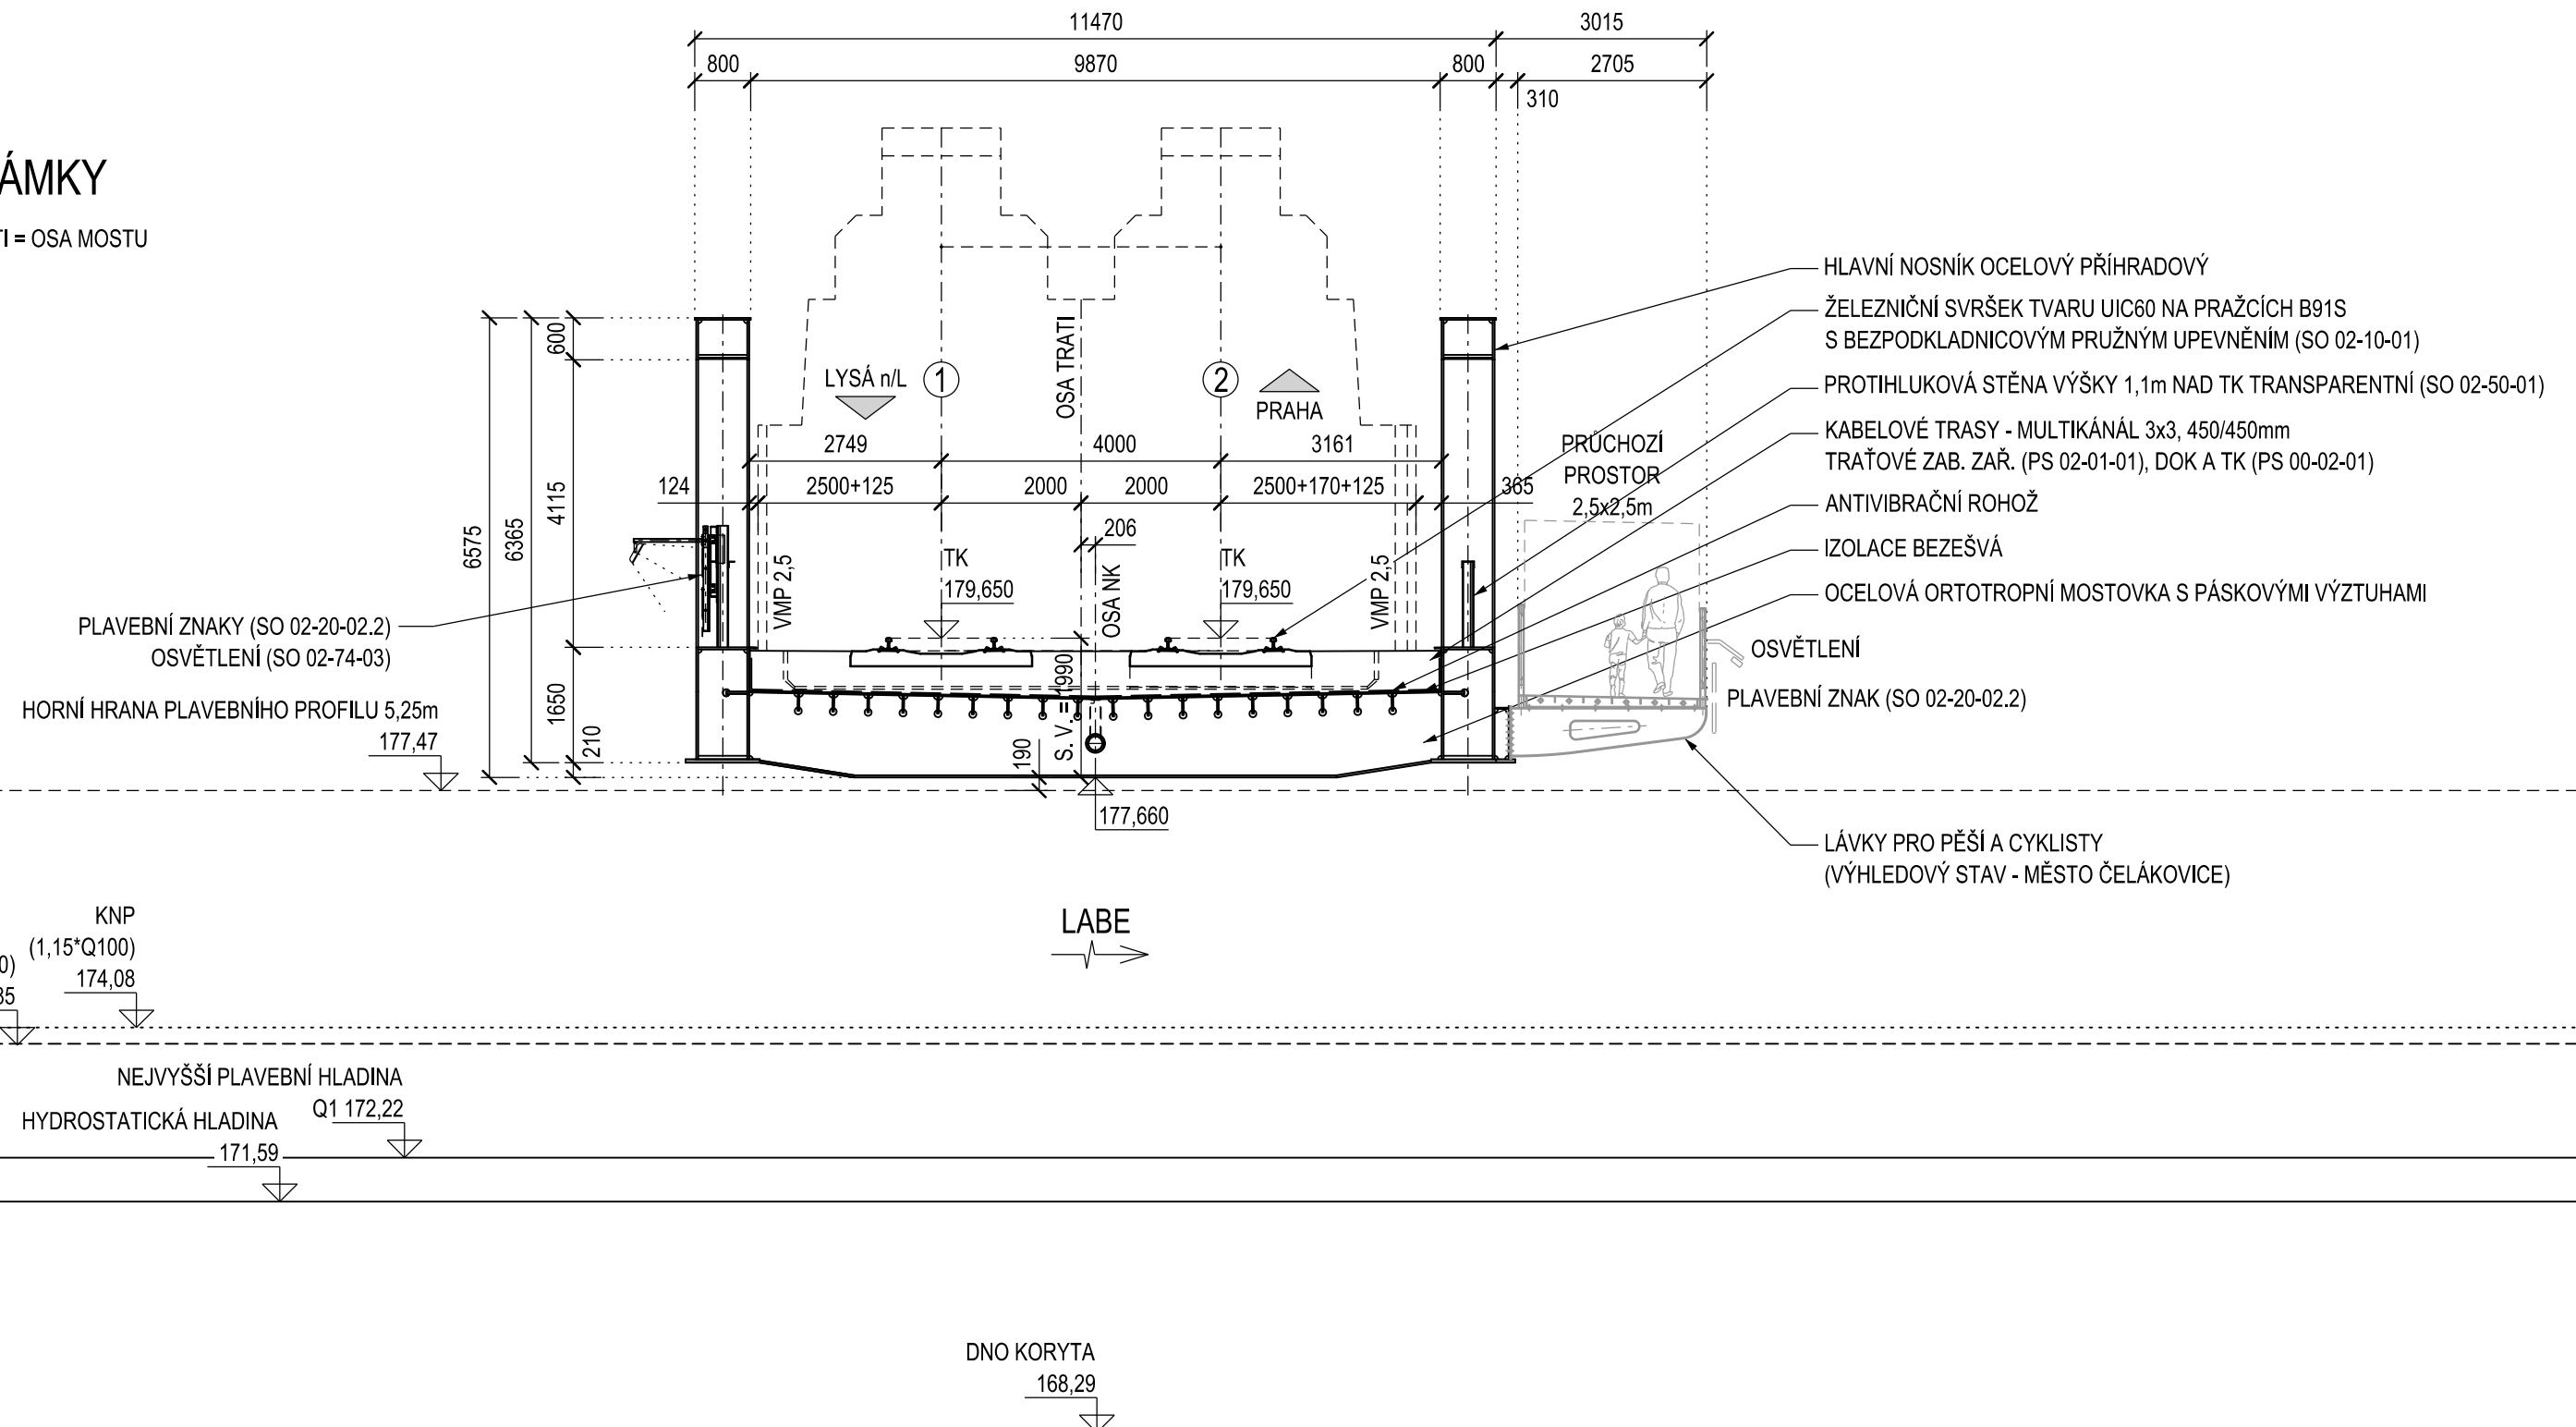 11470
3015
800
9870
800
2705
310
ÁMKY
TI = OSA MOSTU
HLAVNÍ NOSNÍK OCELOVÝ PŘÍHRADOVÝ
ŽELEZNIČNÍ SVRŠEK TVARU UIC60 NA PRAŽCÍCH B91S
S BEZPODKLADNICOVÝM PRUŽNÝM UPEVNĚNÍM (SO 02-10-01)
PROTIHLUKOVÁ STĚNA VÝŠKY 1,1m NAD TK TRANSPARENTNÍ (SO 02-50-01)
KABELOVÉ TRASY - MULTIKÁNÁL 3x3, 450/450mm
TRAŤOVÉ ZAB. ZAŘ. (PS 02-01-01), DOK A TK (PS 00-02-01)
ANTIVIBRAČNÍ ROHOŽ
IZOLACE BEZEŠVÁ
OCELOVÁ ORTOTROPNÍ MOSTOVKA S PÁSKOVÝMI VÝZTUHAMI
600
4115
6575
6365
1650
210
LYSÁ n/L
1
OSA TRATI
2
PRAHA
2749
4000
3161
PRŮCHOZÍ
PROSTOR
2,5x2,5m
124
2500+125
2000
2000
2500+170+125
365
206
VMP 2,5
TK
179,650
OSA NK
TK
179,650
VMP 2,5
PLAVEBNÍ ZNAKY (SO 02-20-02.2)
OSVĚTLENÍ (SO 02-74-03)
OSVĚTLENÍ
PLAVEBNÍ ZNAK (SO 02-20-02.2)
HORNÍ HRANA PLAVEBNÍHO PROFILU 5,25m
177,47
S. V. = 1990
190
177,660
LÁVKY PRO PĚŠÍ A CYKLISTY
(VÝHLEDOVÝ STAV - MĚSTO ČELÁKOVICE)
LABE
KNP
(1,15*Q100)
174,08
0)
35
NEJVYŠŠÍ PLAVEBNÍ HLADINA
Q1 172,22
HYDROSTATICKÁ HLADINA
171,59
DNO KORYTA
168,29